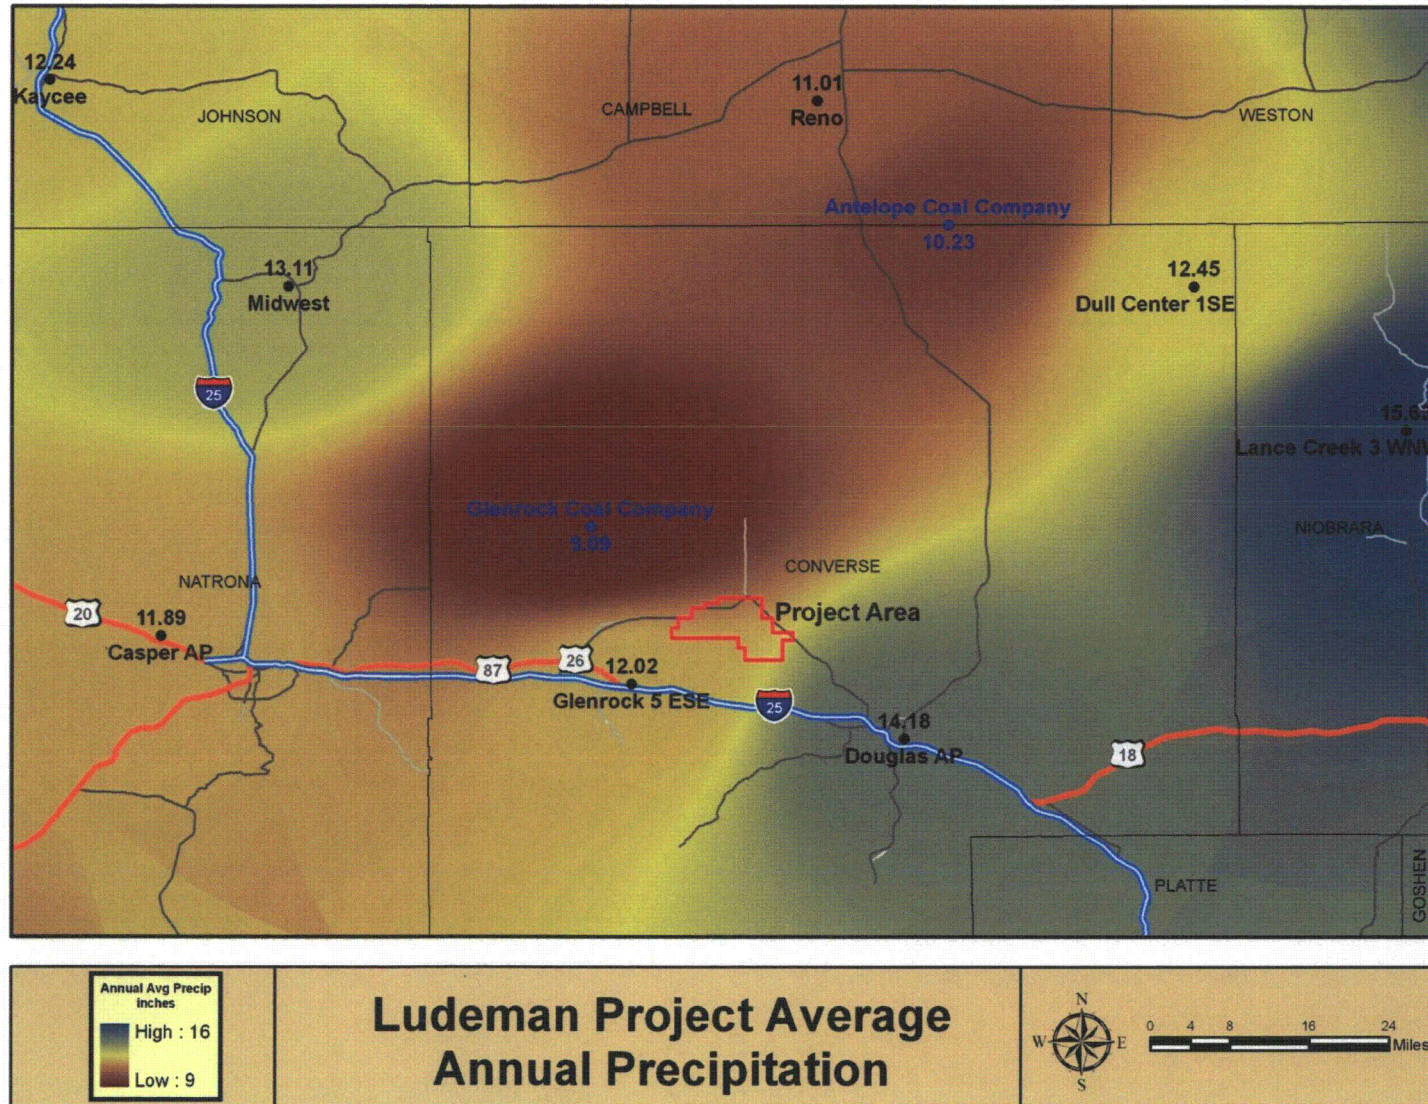 12.24
Kaycee
JOHNSON
CAMPBELL
11.01
Reno
WESTON
Antelope Coal Company
10.23
13.11
Midwest
12.45
Dull Center 1SE
25
Lance Creek 3
Glenrock Coal Company
NIOBRARA
CONVERSE
NATRONA
20
11.89
Casper AP
Project Area
87
26
12.02
Glenrock 5 ESE
25
14.18
Douglas AP
18
PLATTE
GOSHEN
Annual Avg Precip
inches
High : 16
Low : 9
Ludeman Project Average
Annual Precipitation
N
W
E
S
0 4 8 16 24
Miles